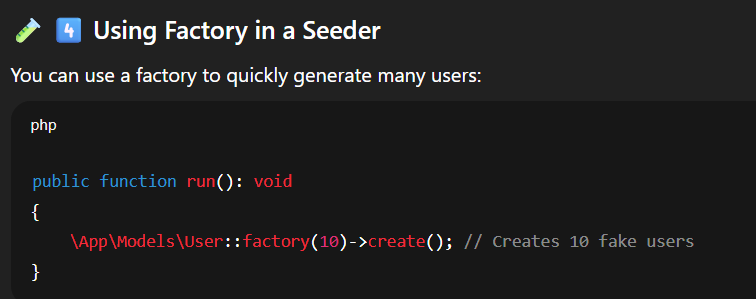 🧪 4️⃣ Using Factory in a Seeder
You can use a factory to quickly generate many users:
php
public function run(): void
{
    \App\Models\User::factory(10)->create(); // Creates 10 fake users
}